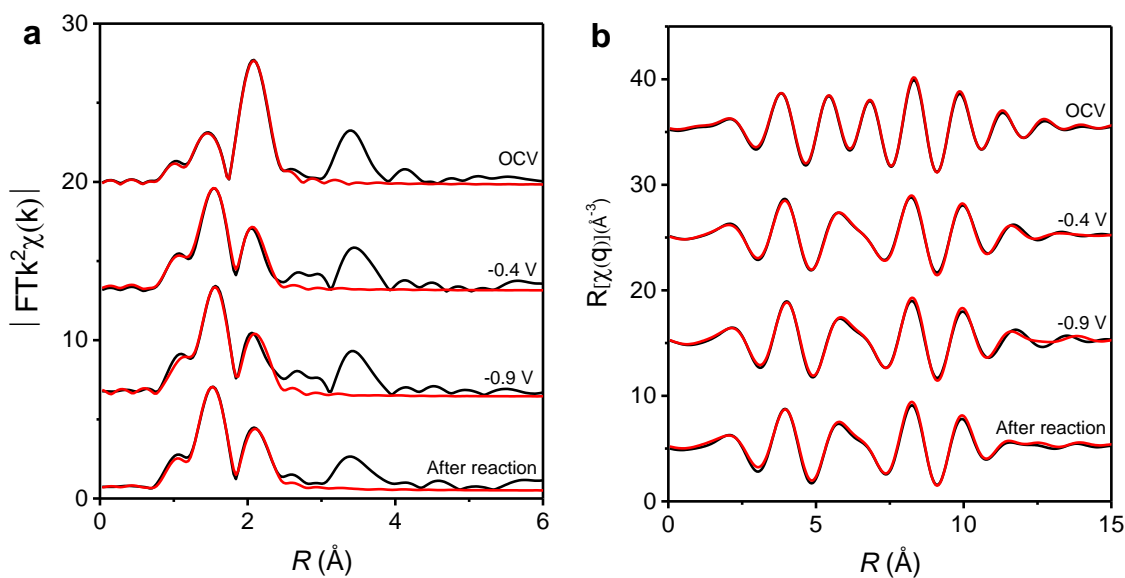 a
30
20
10
0
|FTk²χ(k)|
OCV
-0.4 V
-0.9 V
After reaction
0
2
4
6
R (Å)
b
40
30
20
10
0
R[χ(q)](Å⁻³)
OCV
-0.4 V
-0.9 V
After reaction
0
5
10
15
R (Å)